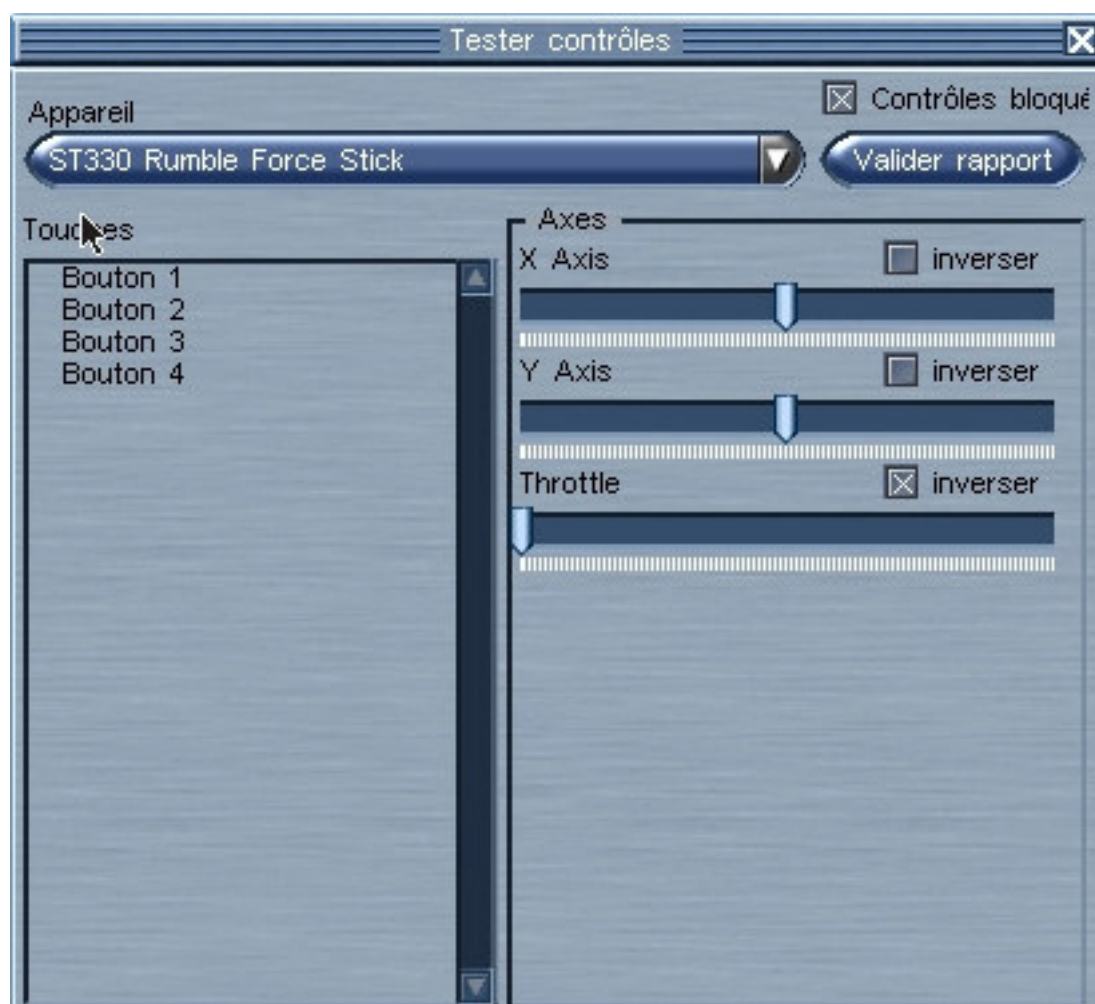 Tester contrôles
Appareil
Contrôles bloqué
ST330 Rumble Force Stick
Valider rapport
Axes
X Axis
inverser
Bouton 1
Bouton 2
Bouton 3
Bouton 4
Y Axis
inverser
Throttle
inverser